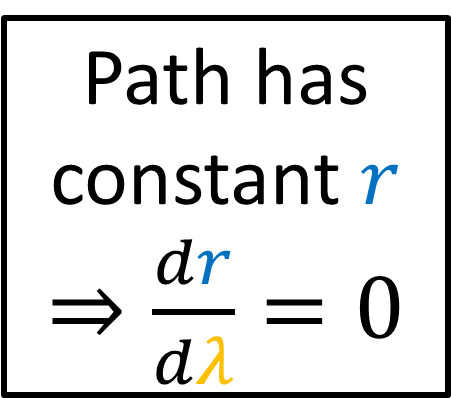 Path has
constant r
⇒ dr/dλ = 0